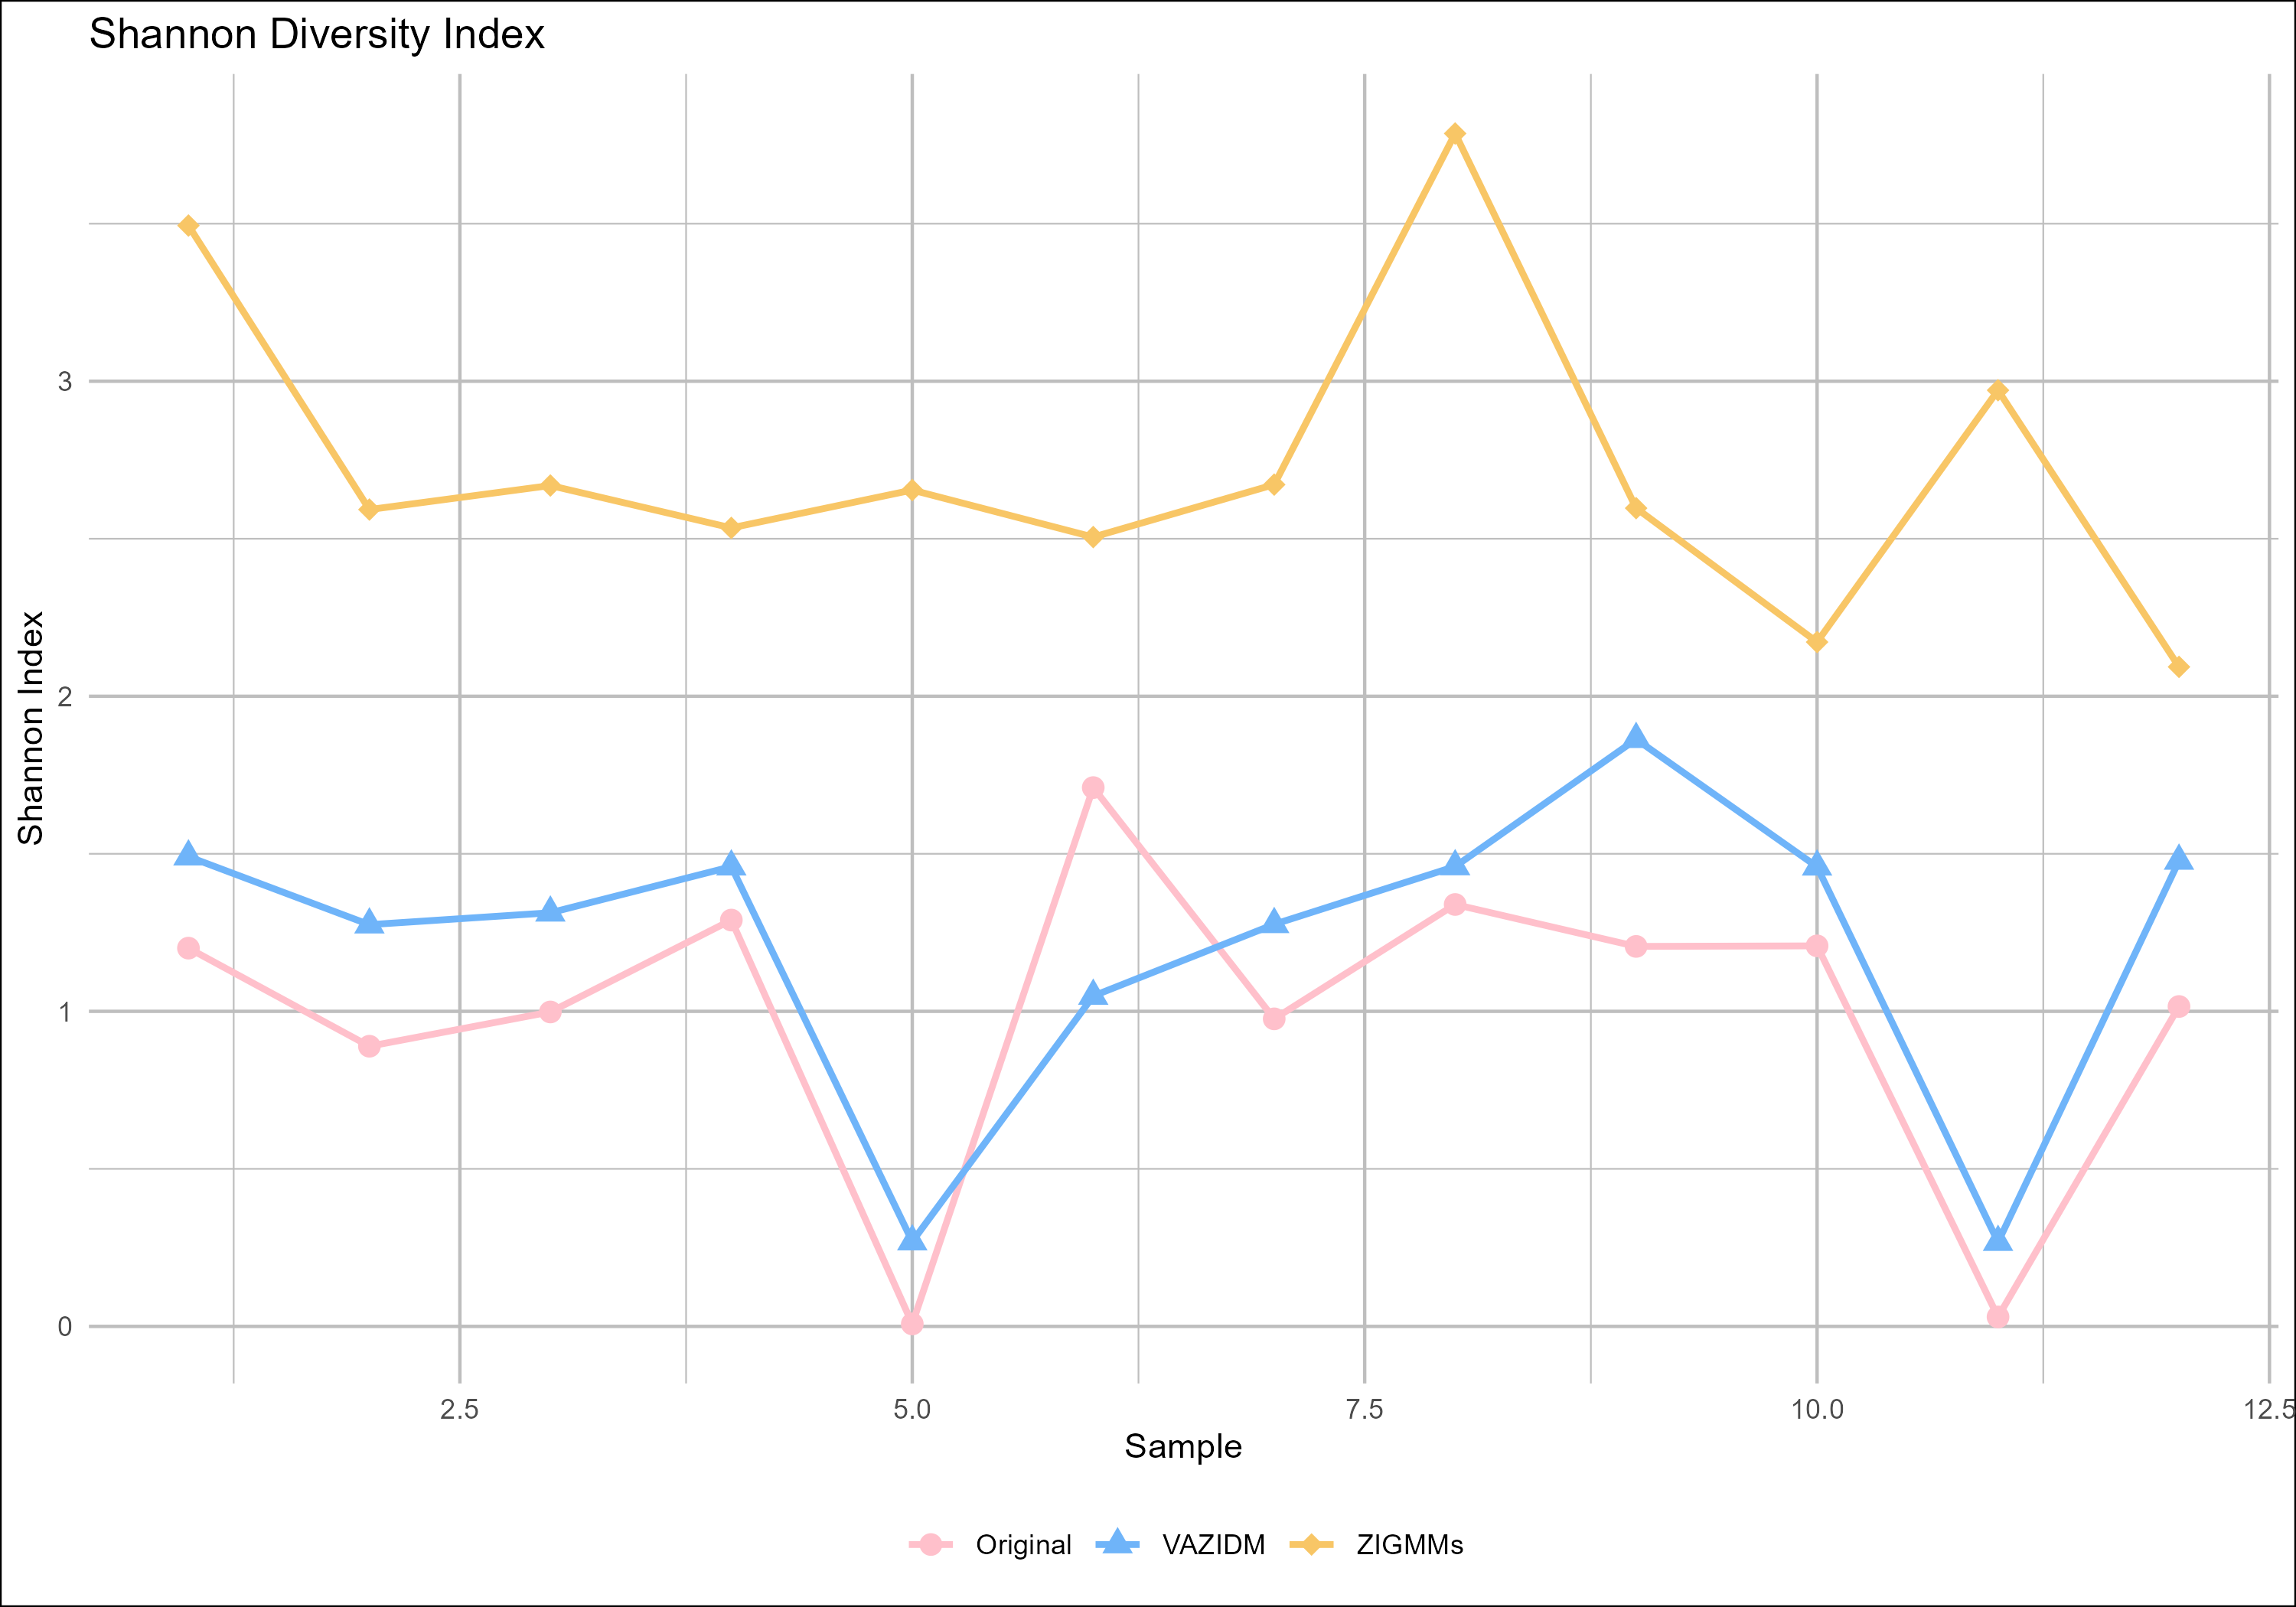 Shannon Diversity Index
Shannon Index
3
2
1
0
2.5
5.0
7.5
10.0
12.5
Sample
Original
VAZIDM
ZIGMMs